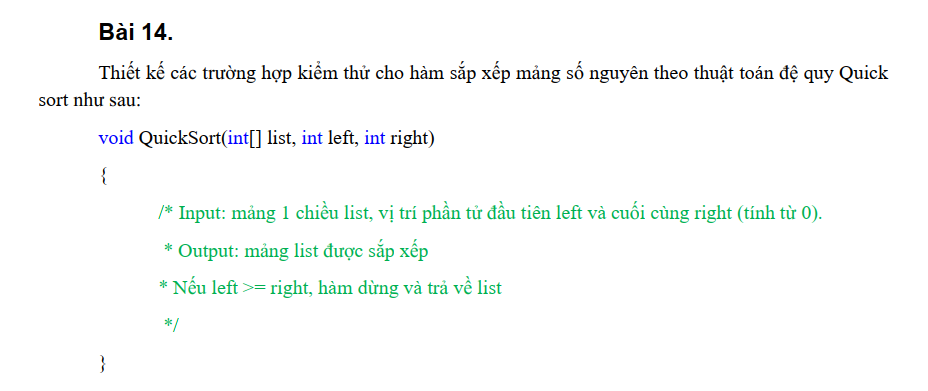 Bài 14.
Thiết kế các trường hợp kiểm thử cho hàm sắp xếp mảng số nguyên theo thuật toán đệ quy Quick
sort như sau:
void QuickSort(int[] list, int left, int right)
{
/* Input: mảng 1 chiều list, vị trí phần tử đầu tiên left và cuối cùng right (tính từ 0).
* Output: mảng list được sắp xếp
* Nếu left >= right, hàm dừng và trả về list
*/
}